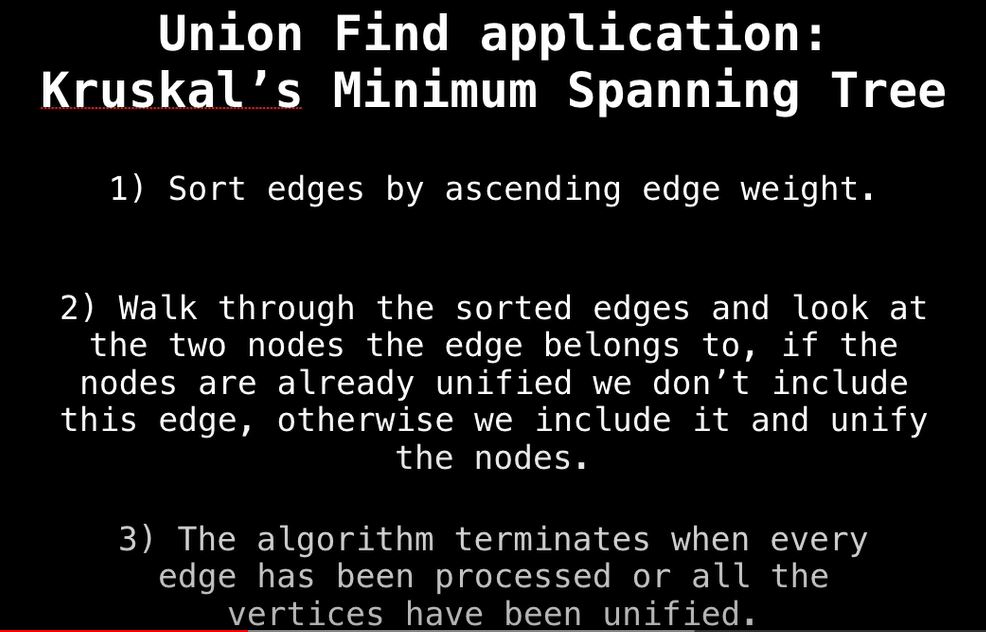 Union Find application:
Kruskal’s Minimum Spanning Tree
1) Sort edges by ascending edge weight.
2) Walk through the sorted edges and look at
the two nodes the edge belongs to, if the
nodes are already unified we don’t include
this edge, otherwise we include it and unify
the nodes.
3) The algorithm terminates when every
edge has been processed or all the
vertices have been unified.